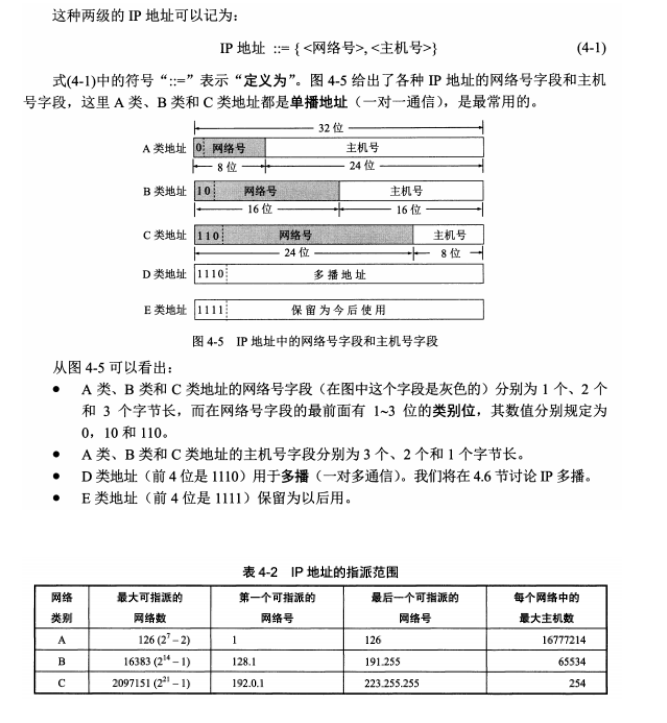 这种两级的 IP 地址可以记为：
IP 地址 ::= { <网络号>, <主机号>} (4-1)
式(4-1)中的符号“::=”表示“定义为”。图 4-5 给出了各种 IP 地址的网络号字段和主机
号字段，这里 A 类、B 类和 C 类地址都是单播地址（一对一通信），是最常用的。
32 位
A 类地址 0 网络号 主机号
8 位 24 位
B 类地址 10 网络号 主机号
16 位 16 位
C 类地址 110 网络号 主机号
24 位 8 位
D 类地址 1110 多播地址
E 类地址 1111 保留为今后使用
图 4-5 IP 地址中的网络号字段和主机号字段
从图 4-5 可以看出：
● A 类、B 类和 C 类地址的网络号字段（在图中这个字段是灰色的）分别为 1 个、2 个
和 3 个字节长，而在网络号字段的最前面有 1~3 位的类别位，其数值分别规定为
0，10 和 110。
● A 类、B 类和 C 类地址的主机号字段分别为 3 个、2 个和 1 个字节长。
● D 类地址（前 4 位是 1110）用于多播（一对多通信）。我们将在 4.6 节讨论 IP 多播。
● E 类地址（前 4 位是 1111）保留为以后用。
表 4-2 IP 地址的指派范围
网络 最大可指派的 第一个可指派的 最后一个可指派的 每个网络中的
类别 网络数 网络号 网络号 最大主机数
A 126 (2⁷ – 2) 1 126 16777214
B 16383 (2¹⁴ – 1) 128.1 191.255 65534
C 2097151 (2²¹ – 1) 192.0.1 223.255.255 254